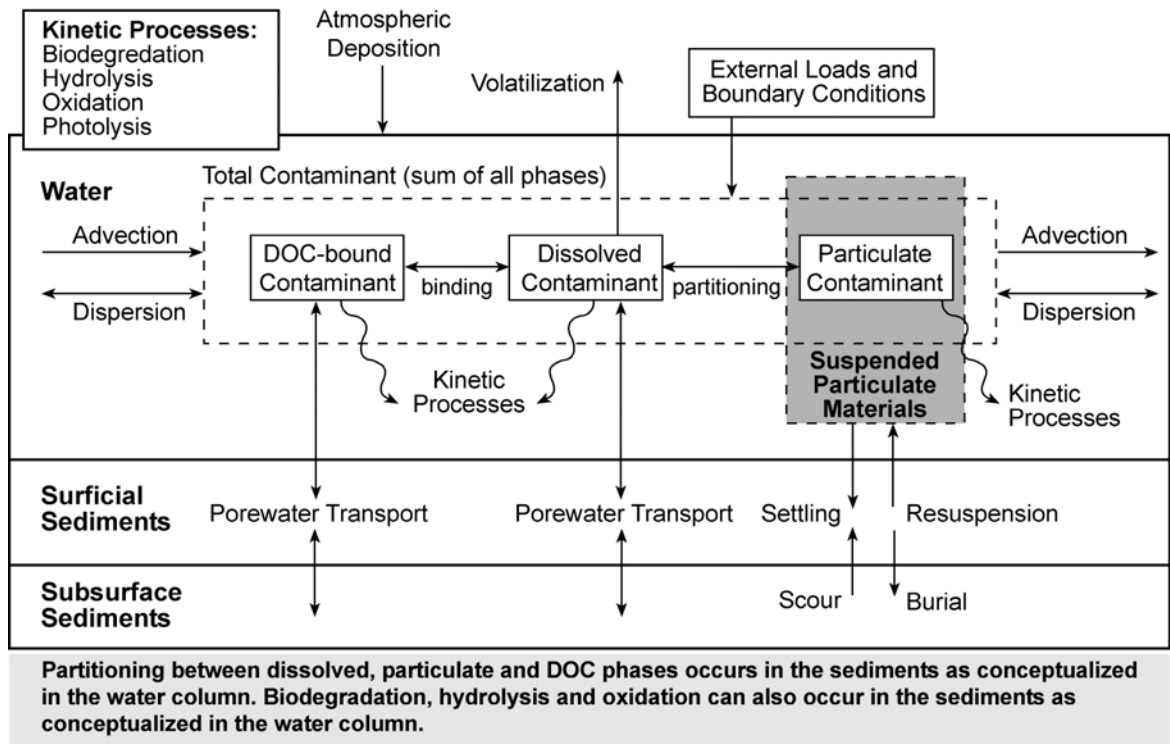 Kinetic Processes:
Biodegredation
Hydrolysis
Oxidation
Photolysis
Atmospheric
Deposition
Volatilization
External Loads and
Boundary Conditions
Water
Total Contaminant (sum of all phases)
Advection
Dispersion
DOC-bound
Contaminant
binding
Dissolved
Contaminant
partitioning
Particulate
Contaminant
Advection
Dispersion
Kinetic
Processes
Suspended
Particulate
Materials
Kinetic
Processes
Surficial
Sediments
Porewater Transport
Porewater Transport
Settling
Resuspension
Subsurface
Sediments
Scour
Burial
Partitioning between dissolved, particulate and DOC phases occurs in the sediments as conceptualized
in the water column. Biodegradation, hydrolysis and oxidation can also occur in the sediments as
conceptualized in the water column.